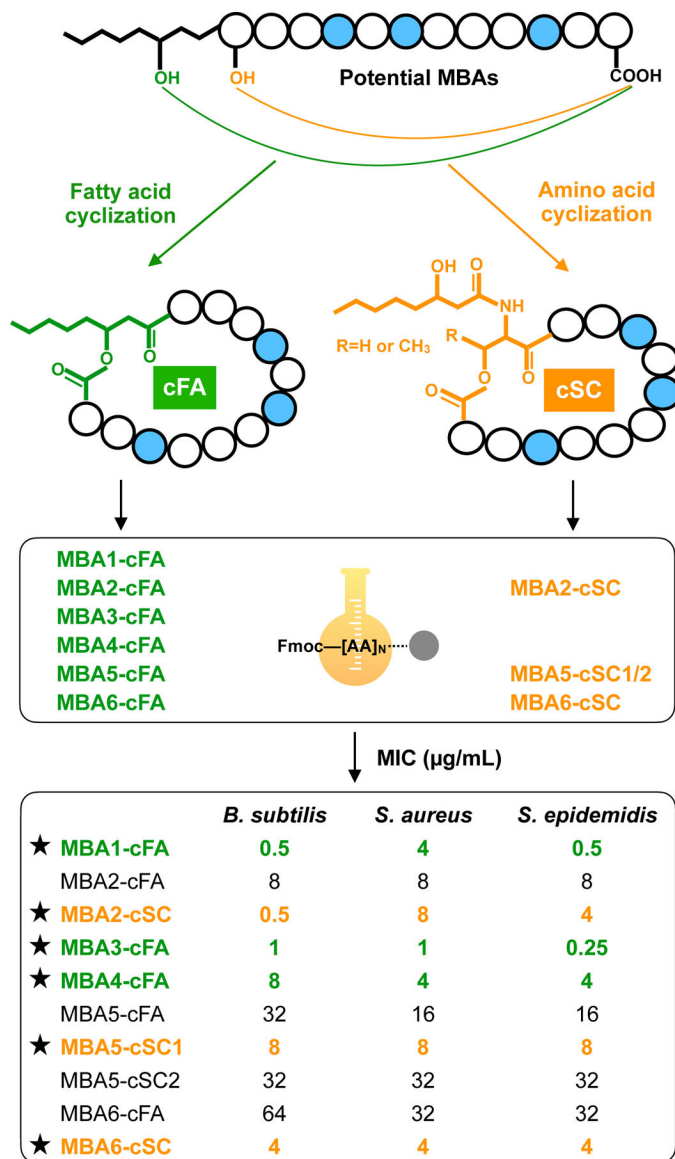 OH
OH
Potential MBAs
COOH
Fatty acid
cyclization
Amino acid
cyclization
OH
O
NH
R=H or CH₃
R
O
O
O
O
O
O
cFA
cSC
MBA1-cFA
MBA2-cFA
MBA2-cSC
MBA3-cFA
MBA4-cFA
Fmoc—[AA]N
MBA5-cFA
MBA5-cSC1/2
MBA6-cFA
MBA6-cSC
MIC (µg/mL)
B. subtilis S. aureus S. epidemidis
★ MBA1-cFA 0.5 4 0.5
MBA2-cFA 8 8 8
★ MBA2-cSC 0.5 8 4
★ MBA3-cFA 1 1 0.25
★ MBA4-cFA 8 4 4
MBA5-cFA 32 16 16
★ MBA5-cSC1 8 8 8
MBA5-cSC2 32 32 32
MBA6-cFA 64 32 32
★ MBA6-cSC 4 4 4